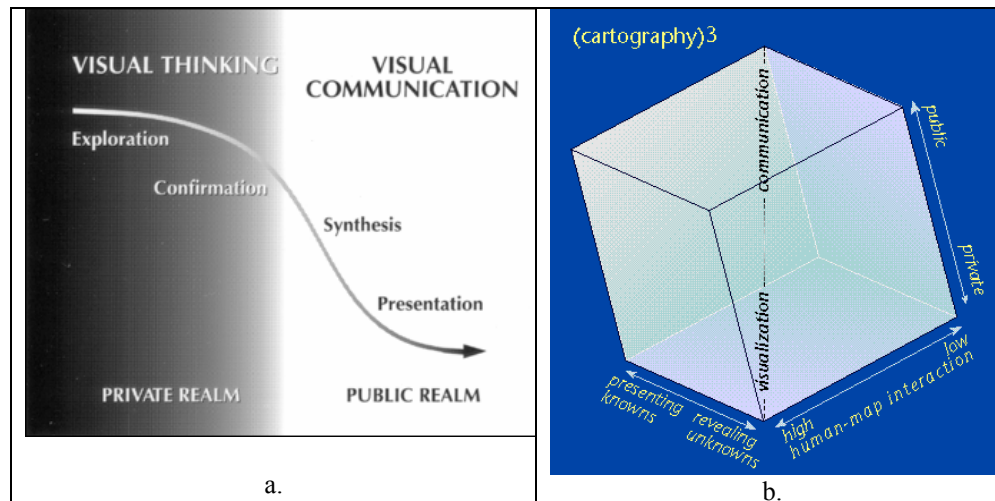 VISUAL THINKING
VISUAL
COMMUNICATION
Exploration
Confirmation
Synthesis
Presentation
PRIVATE REALM
PUBLIC REALM
a.
(cartography)3
communication
visualization
public
private
presenting
knowns
revealing
unknowns
low
high
human-map interaction
b.